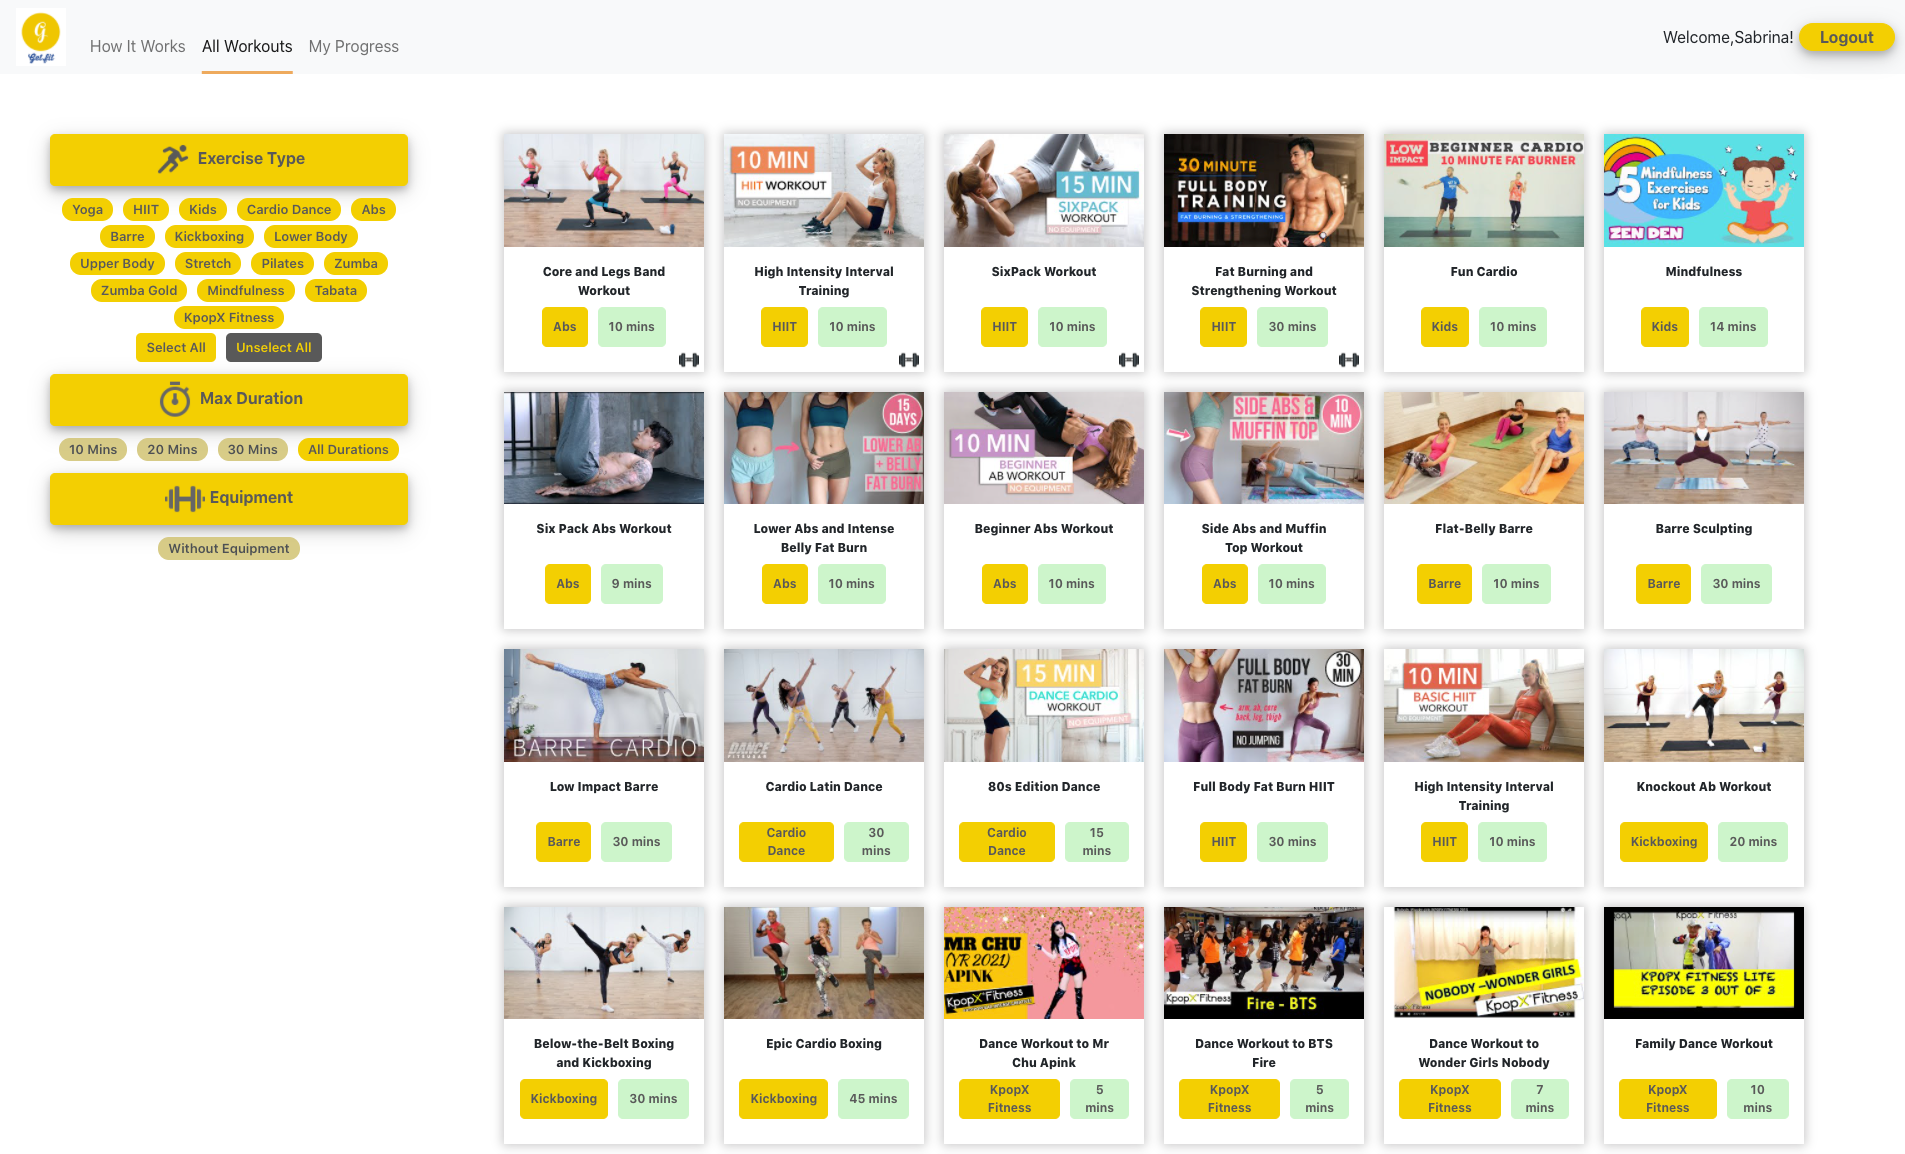 g
Get.fit
How It Works
All Workouts
My Progress
Welcome,Sabrina!
Logout
Exercise Type
Yoga
HIIT
Kids
Cardio Dance
Abs
Barre
Kickboxing
Lower Body
Upper Body
Stretch
Pilates
Zumba
Zumba Gold
Mindfulness
Tabata
KpopX Fitness
Select All
Unselect All
Max Duration
10 Mins
20 Mins
30 Mins
All Durations
Equipment
Without Equipment
Core and Legs Band
Workout
Abs
10 mins
10 MIN
HIIT WORKOUT
NO EQUIPMENT
High Intensity Interval
Training
HIIT
10 mins
15 MIN
SIXPACK
WORKOUT
NO EQUIPMENT
SixPack Workout
HIIT
10 mins
30 MINUTE
FULL BODY
TRAINING
FAT BURNING & STRENGTHENING
Fat Burning and
Strengthening Workout
HIIT
30 mins
LOW
IMPACT
BEGINNER CARDIO
10 MINUTE FAT BURNER
Fun Cardio
Kids
10 mins
5 Mindfulness
Exercises
for Kids
ZEN DEN
Mindfulness
Kids
14 mins
Six Pack Abs Workout
Abs
9 mins
15
DAYS
LOWER AB
+ BELLY
FAT BURN
Lower Abs and Intense
Belly Fat Burn
Abs
10 mins
10 MIN
BEGINNER
AB WORKOUT
NO EQUIPMENT
Beginner Abs Workout
Abs
10 mins
SIDE ABS &
MUFFIN TOP
10
MIN
Side Abs and Muffin
Top Workout
Abs
10 mins
Flat-Belly Barre
Barre
10 mins
Barre Sculpting
Barre
30 mins
BARRE CARDIO
Low Impact Barre
Barre
30 mins
DANCE
FITNESS
Cardio Latin Dance
Cardio
Dance
30
mins
15 MIN
DANCE CARDIO
WORKOUT
NO EQUIPMENT
80s Edition Dance
Cardio
Dance
15
mins
FULL BODY
FAT BURN
30
MIN
arm, ab, core
back, leg, thigh
NO JUMPING
Full Body Fat Burn HIIT
HIIT
30 mins
10 MIN
BASIC HIIT
WORKOUT
NO EQUIPMENT
High Intensity Interval
Training
HIIT
10 mins
Knockout Ab Workout
Kickboxing
20 mins
Below-the-Belt Boxing
and Kickboxing
Kickboxing
30 mins
Epic Cardio Boxing
Kickboxing
45 mins
MR CHU
(YR 2021)
APINK
KpopX Fitness
Dance Workout to Mr
Chu Apink
KpopX
Fitness
5
mins
KpopX Fitness
Fire - BTS
Dance Workout to BTS
Fire
KpopX
Fitness
5
mins
NOBODY -WONDER GIRLS
KpopX Fitness
Dance Workout to
Wonder Girls Nobody
KpopX
Fitness
7
mins
KpopX Fitness
KPOPX FITNESS LITE
EPISODE 3 OUT OF 3
Family Dance Workout
KpopX
Fitness
10
mins